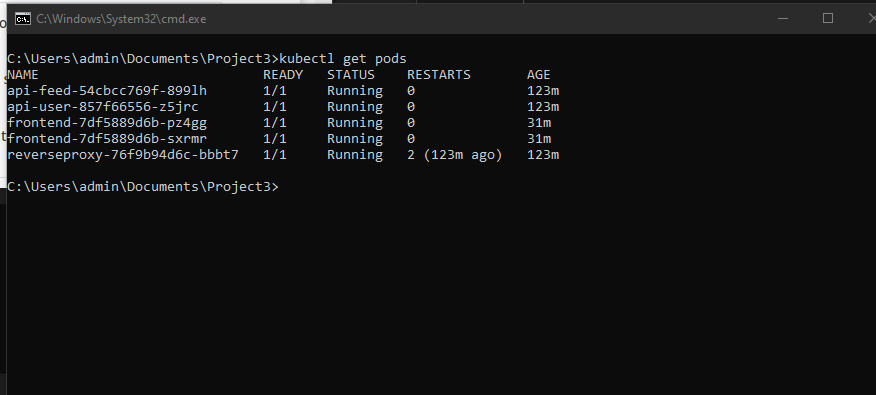 C:\Windows\System32\cmd.exe
C:\Users\admin\Documents\Project3>kubectl get pods
NAME READY STATUS RESTARTS AGE
api-feed-54cbcc769f-899lh 1/1 Running 0 123m
api-user-857f66556-z5jrc 1/1 Running 0 123m
frontend-7df5889d6b-pz4gg 1/1 Running 0 31m
frontend-7df5889d6b-sxrmr 1/1 Running 0 31m
reverseproxy-76f9b94d6c-bbbt7 1/1 Running 2 (123m ago) 123m
C:\Users\admin\Documents\Project3>